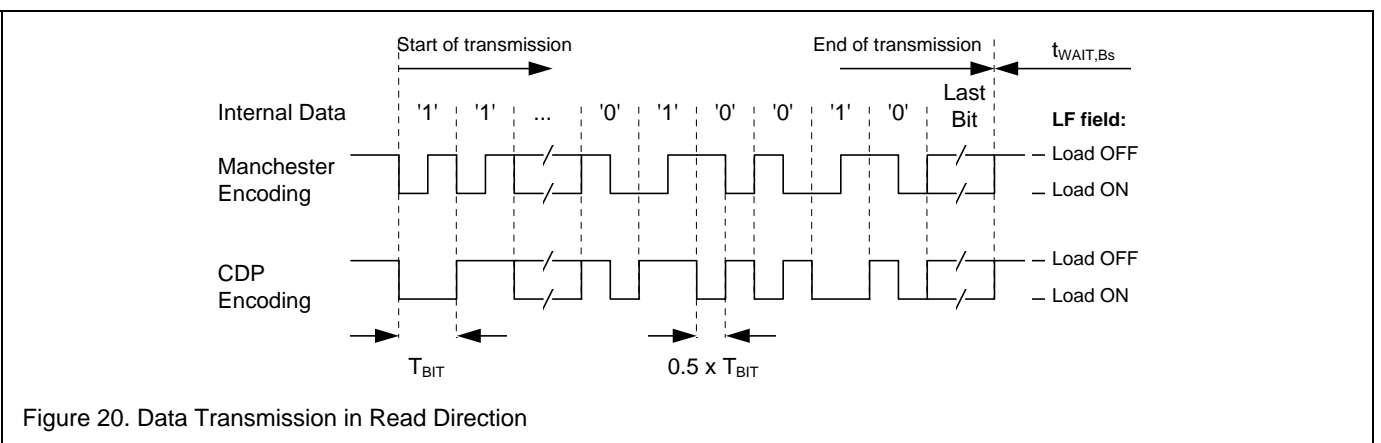 Start of transmission End of transmission tWAIT,Bs
Internal Data '1' '1' ... '0' '1' '0' '0' '1' '0' Last Bit LF field:
Manchester Encoding
Load OFF
Load ON
CDP Encoding
Load OFF
Load ON
TBIT 0.5 x TBIT
Figure 20. Data Transmission in Read Direction